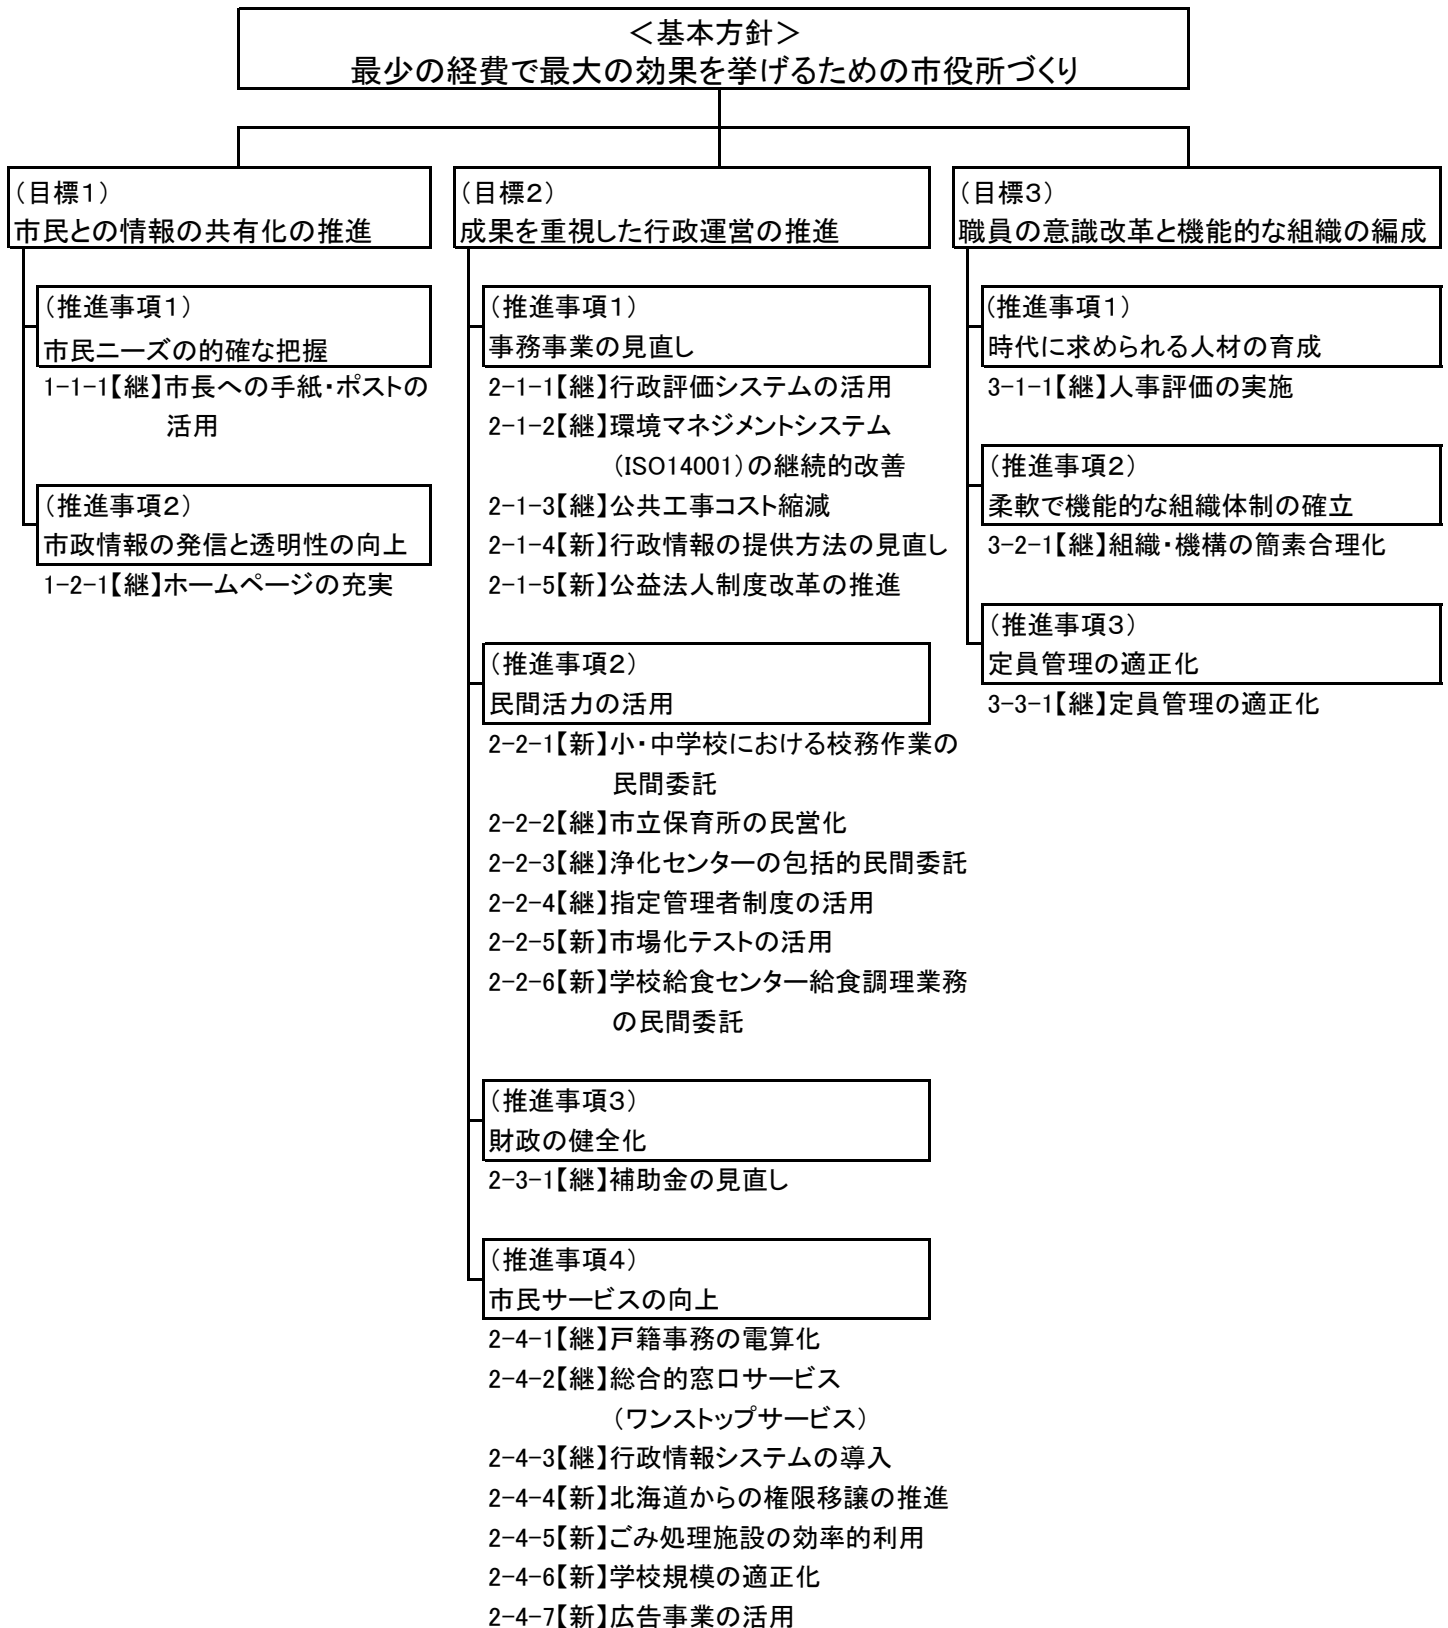 ＜基本方針＞
最少の経費で最大の効果を挙げるための市役所づくり
（目標１）
市民との情報の共有化の推進
（推進事項１）
市民ニーズの的確な把握
1-1-1【継】市長への手紙・ポストの
活用
（推進事項２）
市政情報の発信と透明性の向上
1-2-1【継】ホームページの充実
（目標２）
成果を重視した行政運営の推進
（推進事項１）
事務事業の見直し
2-1-1【継】行政評価システムの活用
2-1-2【継】環境マネジメントシステム
（ISO14001）の継続的改善
2-1-3【継】公共工事コスト縮減
2-1-4【新】行政情報の提供方法の見直し
2-1-5【新】公益法人制度改革の推進
（推進事項２）
民間活力の活用
2-2-1【新】小・中学校における校務作業の
民間委託
2-2-2【継】市立保育所の民営化
2-2-3【継】浄化センターの包括的民間委託
2-2-4【継】指定管理者制度の活用
2-2-5【新】市場化テストの活用
2-2-6【新】学校給食センター給食調理業務
の民間委託
（推進事項３）
財政の健全化
2-3-1【継】補助金の見直し
（推進事項４）
市民サービスの向上
2-4-1【継】戸籍事務の電算化
2-4-2【継】総合的窓口サービス
（ワンストップサービス）
2-4-3【継】行政情報システムの導入
2-4-4【新】北海道からの権限移譲の推進
2-4-5【新】ごみ処理施設の効率的利用
2-4-6【新】学校規模の適正化
2-4-7【新】広告事業の活用
（目標３）
職員の意識改革と機能的な組織の編成
（推進事項１）
時代に求められる人材の育成
3-1-1【継】人事評価の実施
（推進事項２）
柔軟で機能的な組織体制の確立
3-2-1【継】組織・機構の簡素合理化
（推進事項３）
定員管理の適正化
3-3-1【継】定員管理の適正化